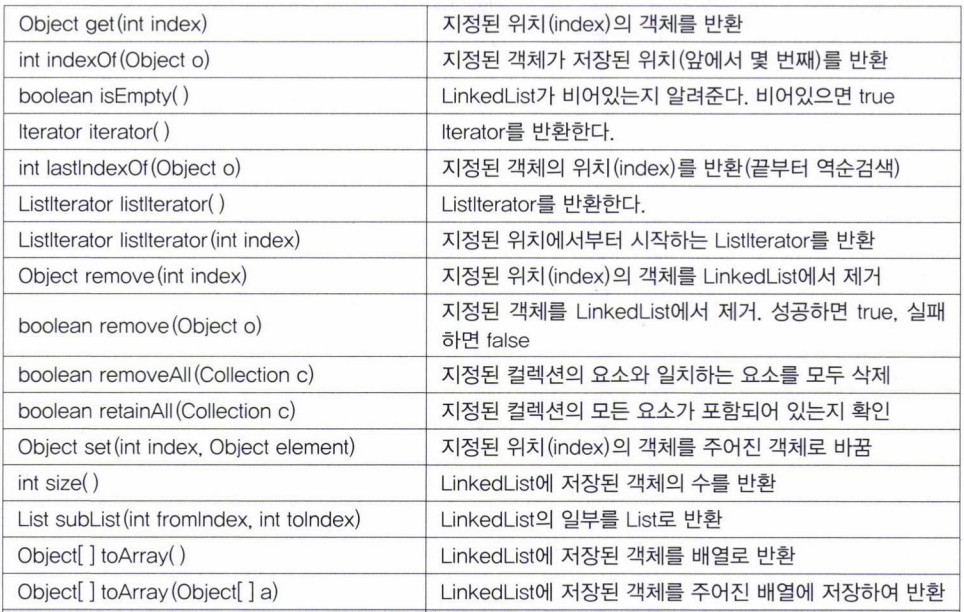 Object get(int index) 지정된 위치(index)의 객체를 반환
int indexOf(Object o) 지정된 객체가 저장된 위치(앞에서 몇 번째)를 반환
boolean isEmpty( ) LinkedList가 비어있는지 알려준다. 비어있으면 true
Iterator iterator( ) Iterator를 반환한다.
int lastIndexOf(Object o) 지정된 객체의 위치(index)를 반환(끝부터 역순검색)
ListIterator listIterator( ) ListIterator를 반환한다.
ListIterator listIterator(int index) 지정된 위치에서부터 시작하는 ListIterator를 반환
Object remove(int index) 지정된 위치(index)의 객체를 LinkedList에서 제거
boolean remove(Object o) 지정된 객체를 LinkedList에서 제거. 성공하면 true, 실패
하면 false
boolean removeAll(Collection c) 지정된 컬렉션의 요소와 일치하는 요소를 모두 삭제
boolean retainAll(Collection c) 지정된 컬렉션의 모든 요소가 포함되어 있는지 확인
Object set(int index, Object element) 지정된 위치(index)의 객체를 주어진 객체로 바꿈
int size( ) LinkedList에 저장된 객체의 수를 반환
List subList(int fromIndex, int toIndex) LinkedList의 일부를 List로 반환
Object[ ] toArray( ) LinkedList에 저장된 객체를 배열로 반환
Object[ ] toArray(Object[ ] a) LinkedList에 저장된 객체를 주어진 배열에 저장하여 반환